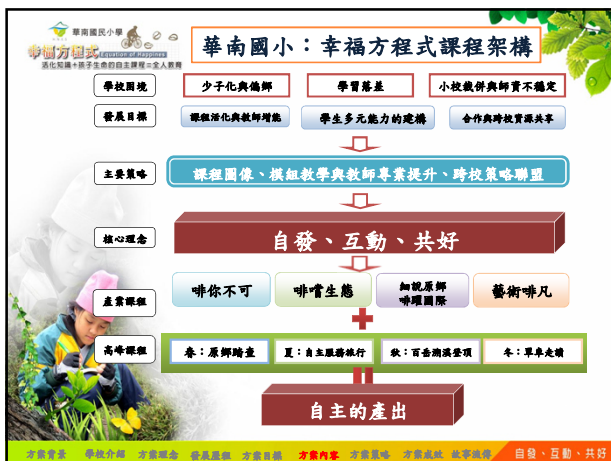 華南國民小學
幸福方程式 Equation of Happines
活化知識+孩子生命的自主課程=全人教育
華南國小：幸福方程式課程架構
學校困境
少子化與偏鄉
學習落差
小校裁併與師資不穩定
發展目標
課程活化與教師增能
學生多元能力的建構
合作與跨校資源共享
主要策略
課程圖像、模組教學與教師專業提升、跨校策略聯盟
核心理念
自發、互動、共好
產業課程
啡你不可
啡嚐生態
細說原鄉
啡躍國際
藝術啡凡
高峰課程
春：原鄉踏查
夏：自主服務旅行
秋：百岳溯溪登頂
冬：單車走讀
自主的產出
方案背景 學校介紹 方案理念 發展歷程 方案目標 方案內容 方案策略 方案成效 故事流傳 自發、互動、共好